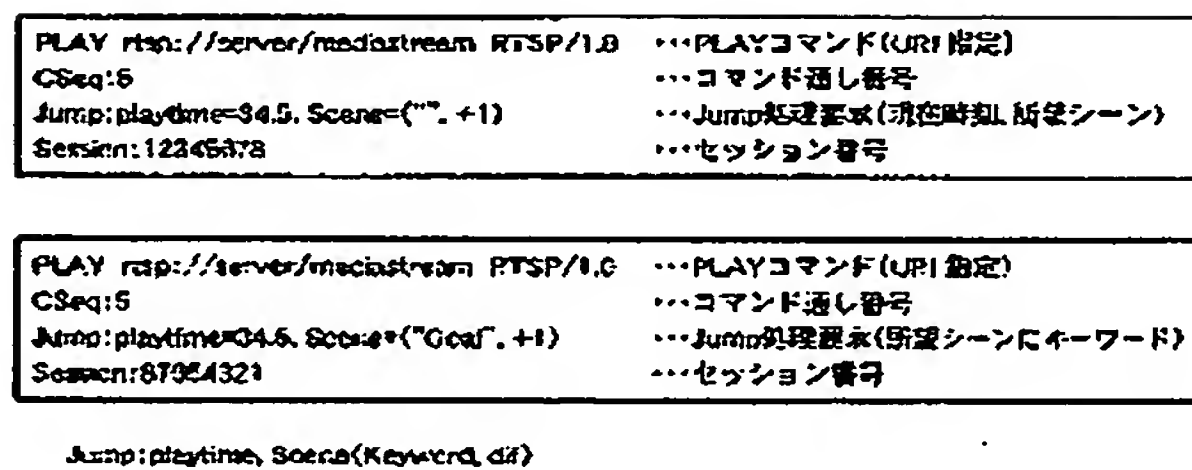 PLAY rtsp://server/mediastream RTSP/1.0 …PLAYコマンド(URI指定)
CSeq:5 …コマンド通し番号
Jump:playtime=34.5, Scene=("", +1) …Jump処理要求(現在時刻、所望シーン)
Session:12345678 …セッション番号
PLAY rtsp://server/mediastream RTSP/1.0 …PLAYコマンド(URI指定)
CSeq:5 …コマンド通し番号
Jump:playtime=34.5, Scene=("Goal", +1) …Jump処理要求(所望シーンにキーワード)
Session:87654321 …セッション番号
Jump:playtime, Scene(Keyword, dif)